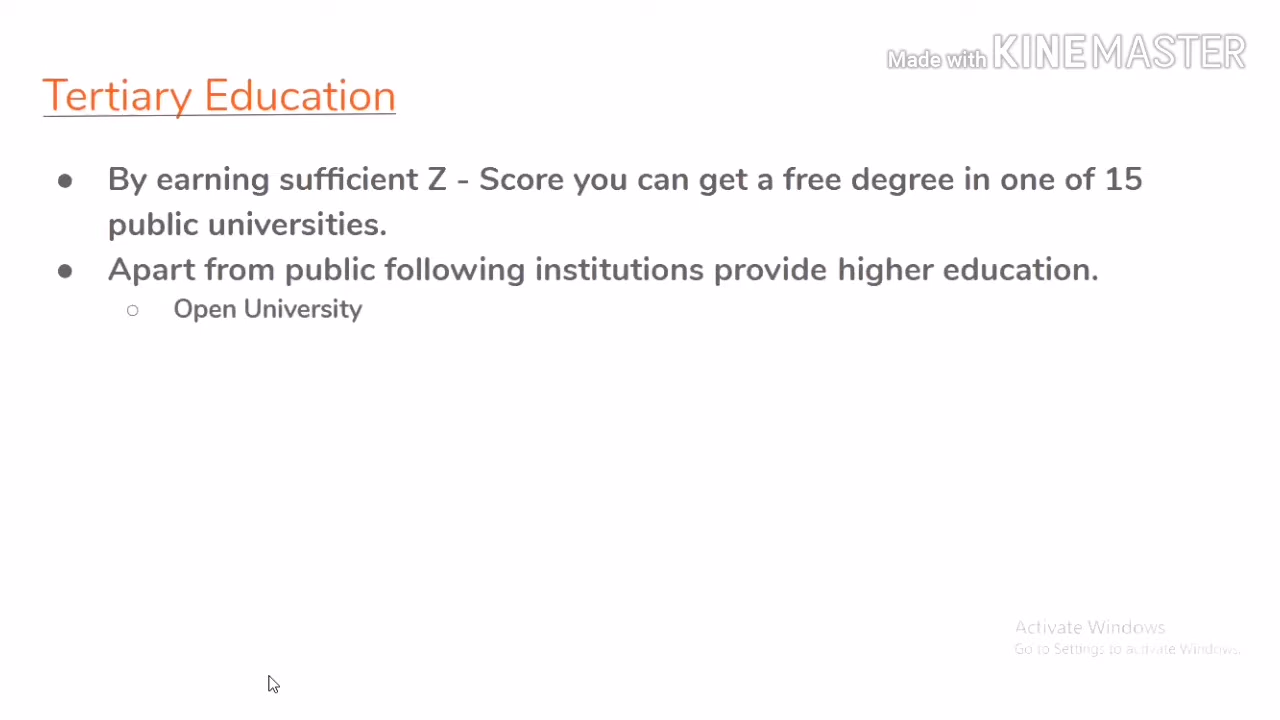 Made with KINEMASTER
Tertiary Education
● By earning sufficient Z - Score you can get a free degree in one of 15
public universities.
● Apart from public following institutions provide higher education.
○ Open University
Activate Windows
Go to Settings to activate Windows.